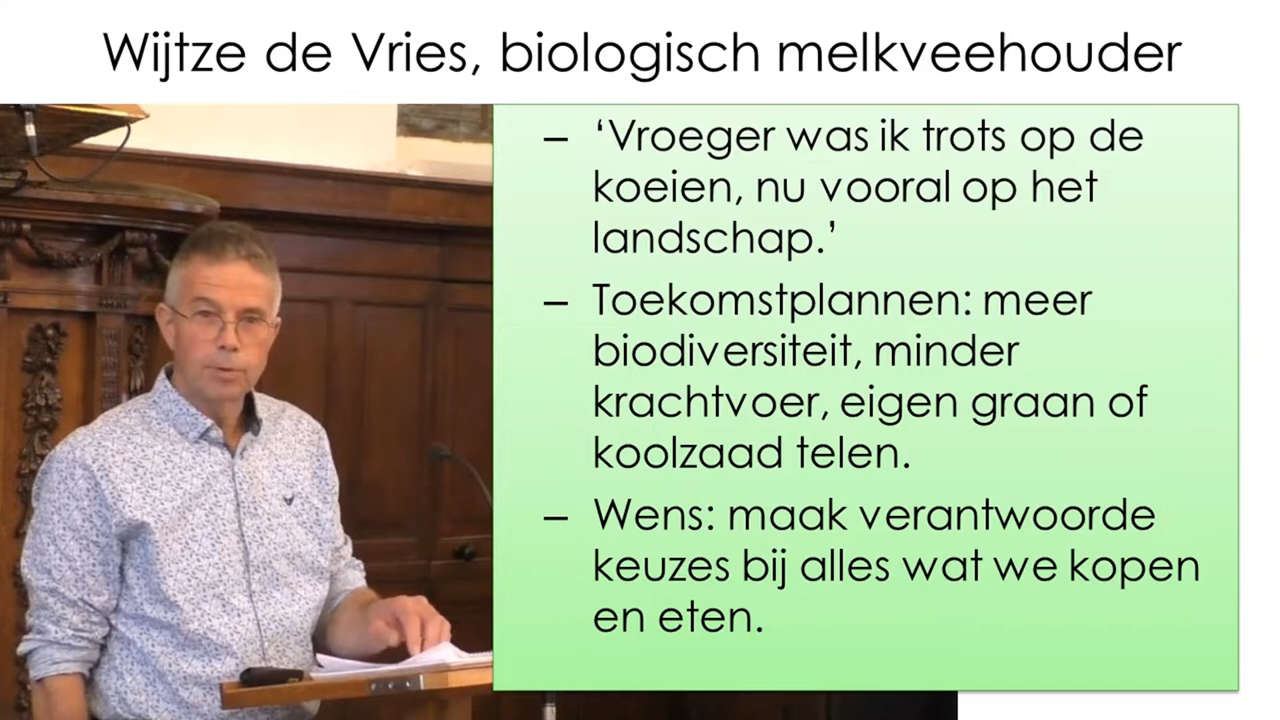 Wijtze de Vries, biologisch melkveehouder
– ‘Vroeger was ik trots op de
koeien, nu vooral op het
landschap.’
– Toekomstplannen: meer
biodiversiteit, minder
krachtvoer, eigen graan of
koolzaad telen.
– Wens: maak verantwoorde
keuzes bij alles wat we kopen
en eten.